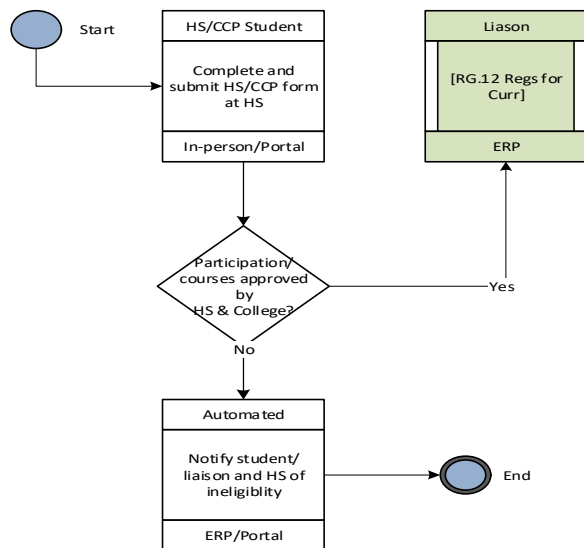 Start
HS/CCP Student
Complete and
submit HS/CCP form
at HS
In-person/Portal
Liason
[RG.12 Regs for
Curr]
ERP
Participation/
courses approved
by
HS & College?
Yes
No
Automated
Notify student/
liaison and HS of
ineligiblity
ERP/Portal
End